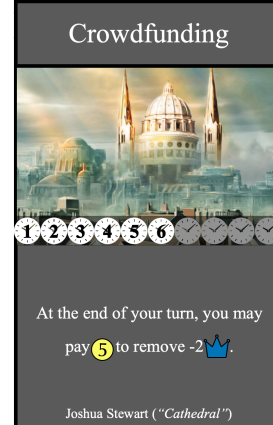 Crowdfunding
1 2 3 4 5 6
At the end of your turn, you may
pay 5 to remove -2 .
Joshua Stewart (“Cathedral”)